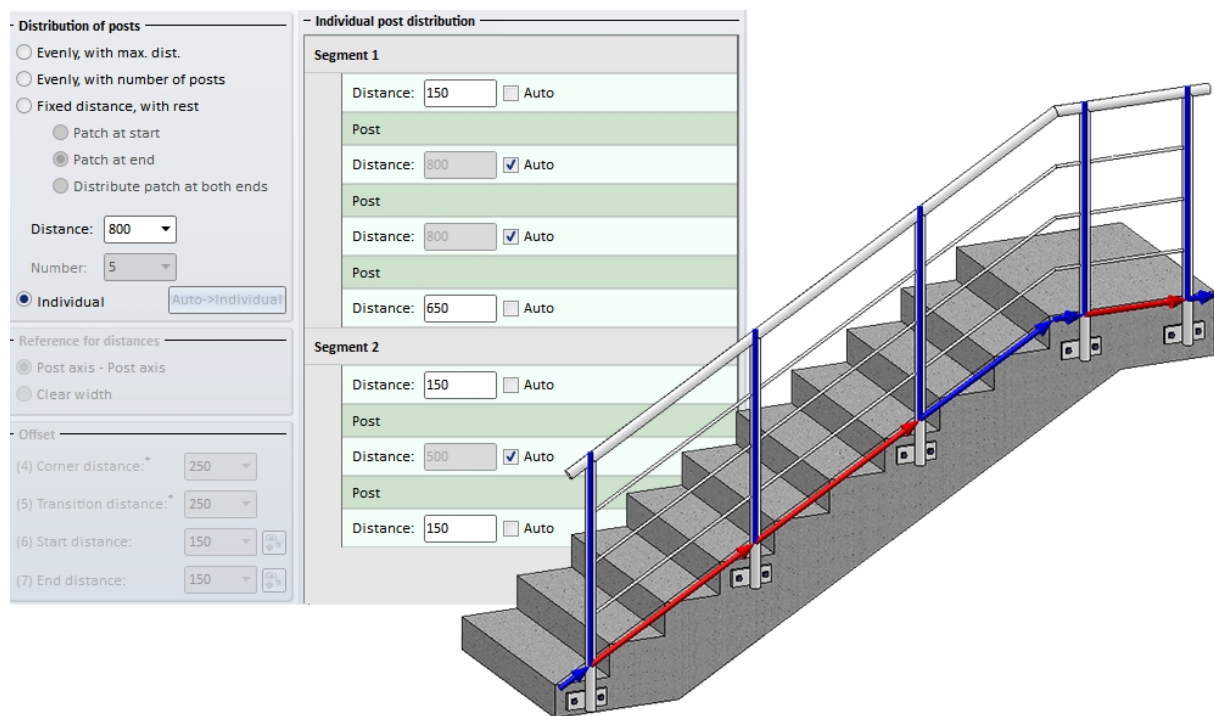 Distribution of posts
Evenly, with max. dist.
Evenly, with number of posts
Fixed distance, with rest
Patch at start
Patch at end
Distribute patch at both ends
Distance: 800
Number: 5
Individual Auto->Individual
Reference for distances
Post axis - Post axis
Clear width
Offset
(4) Corner distance:* 250
(5) Transition distance:* 250
(6) Start distance: 150
(7) End distance: 150
Individual post distribution
Segment 1
Distance: 150 Auto
Post
Distance: 800 Auto
Post
Distance: 800 Auto
Post
Distance: 650 Auto
Segment 2
Distance: 150 Auto
Post
Distance: 500 Auto
Post
Distance: 150 Auto